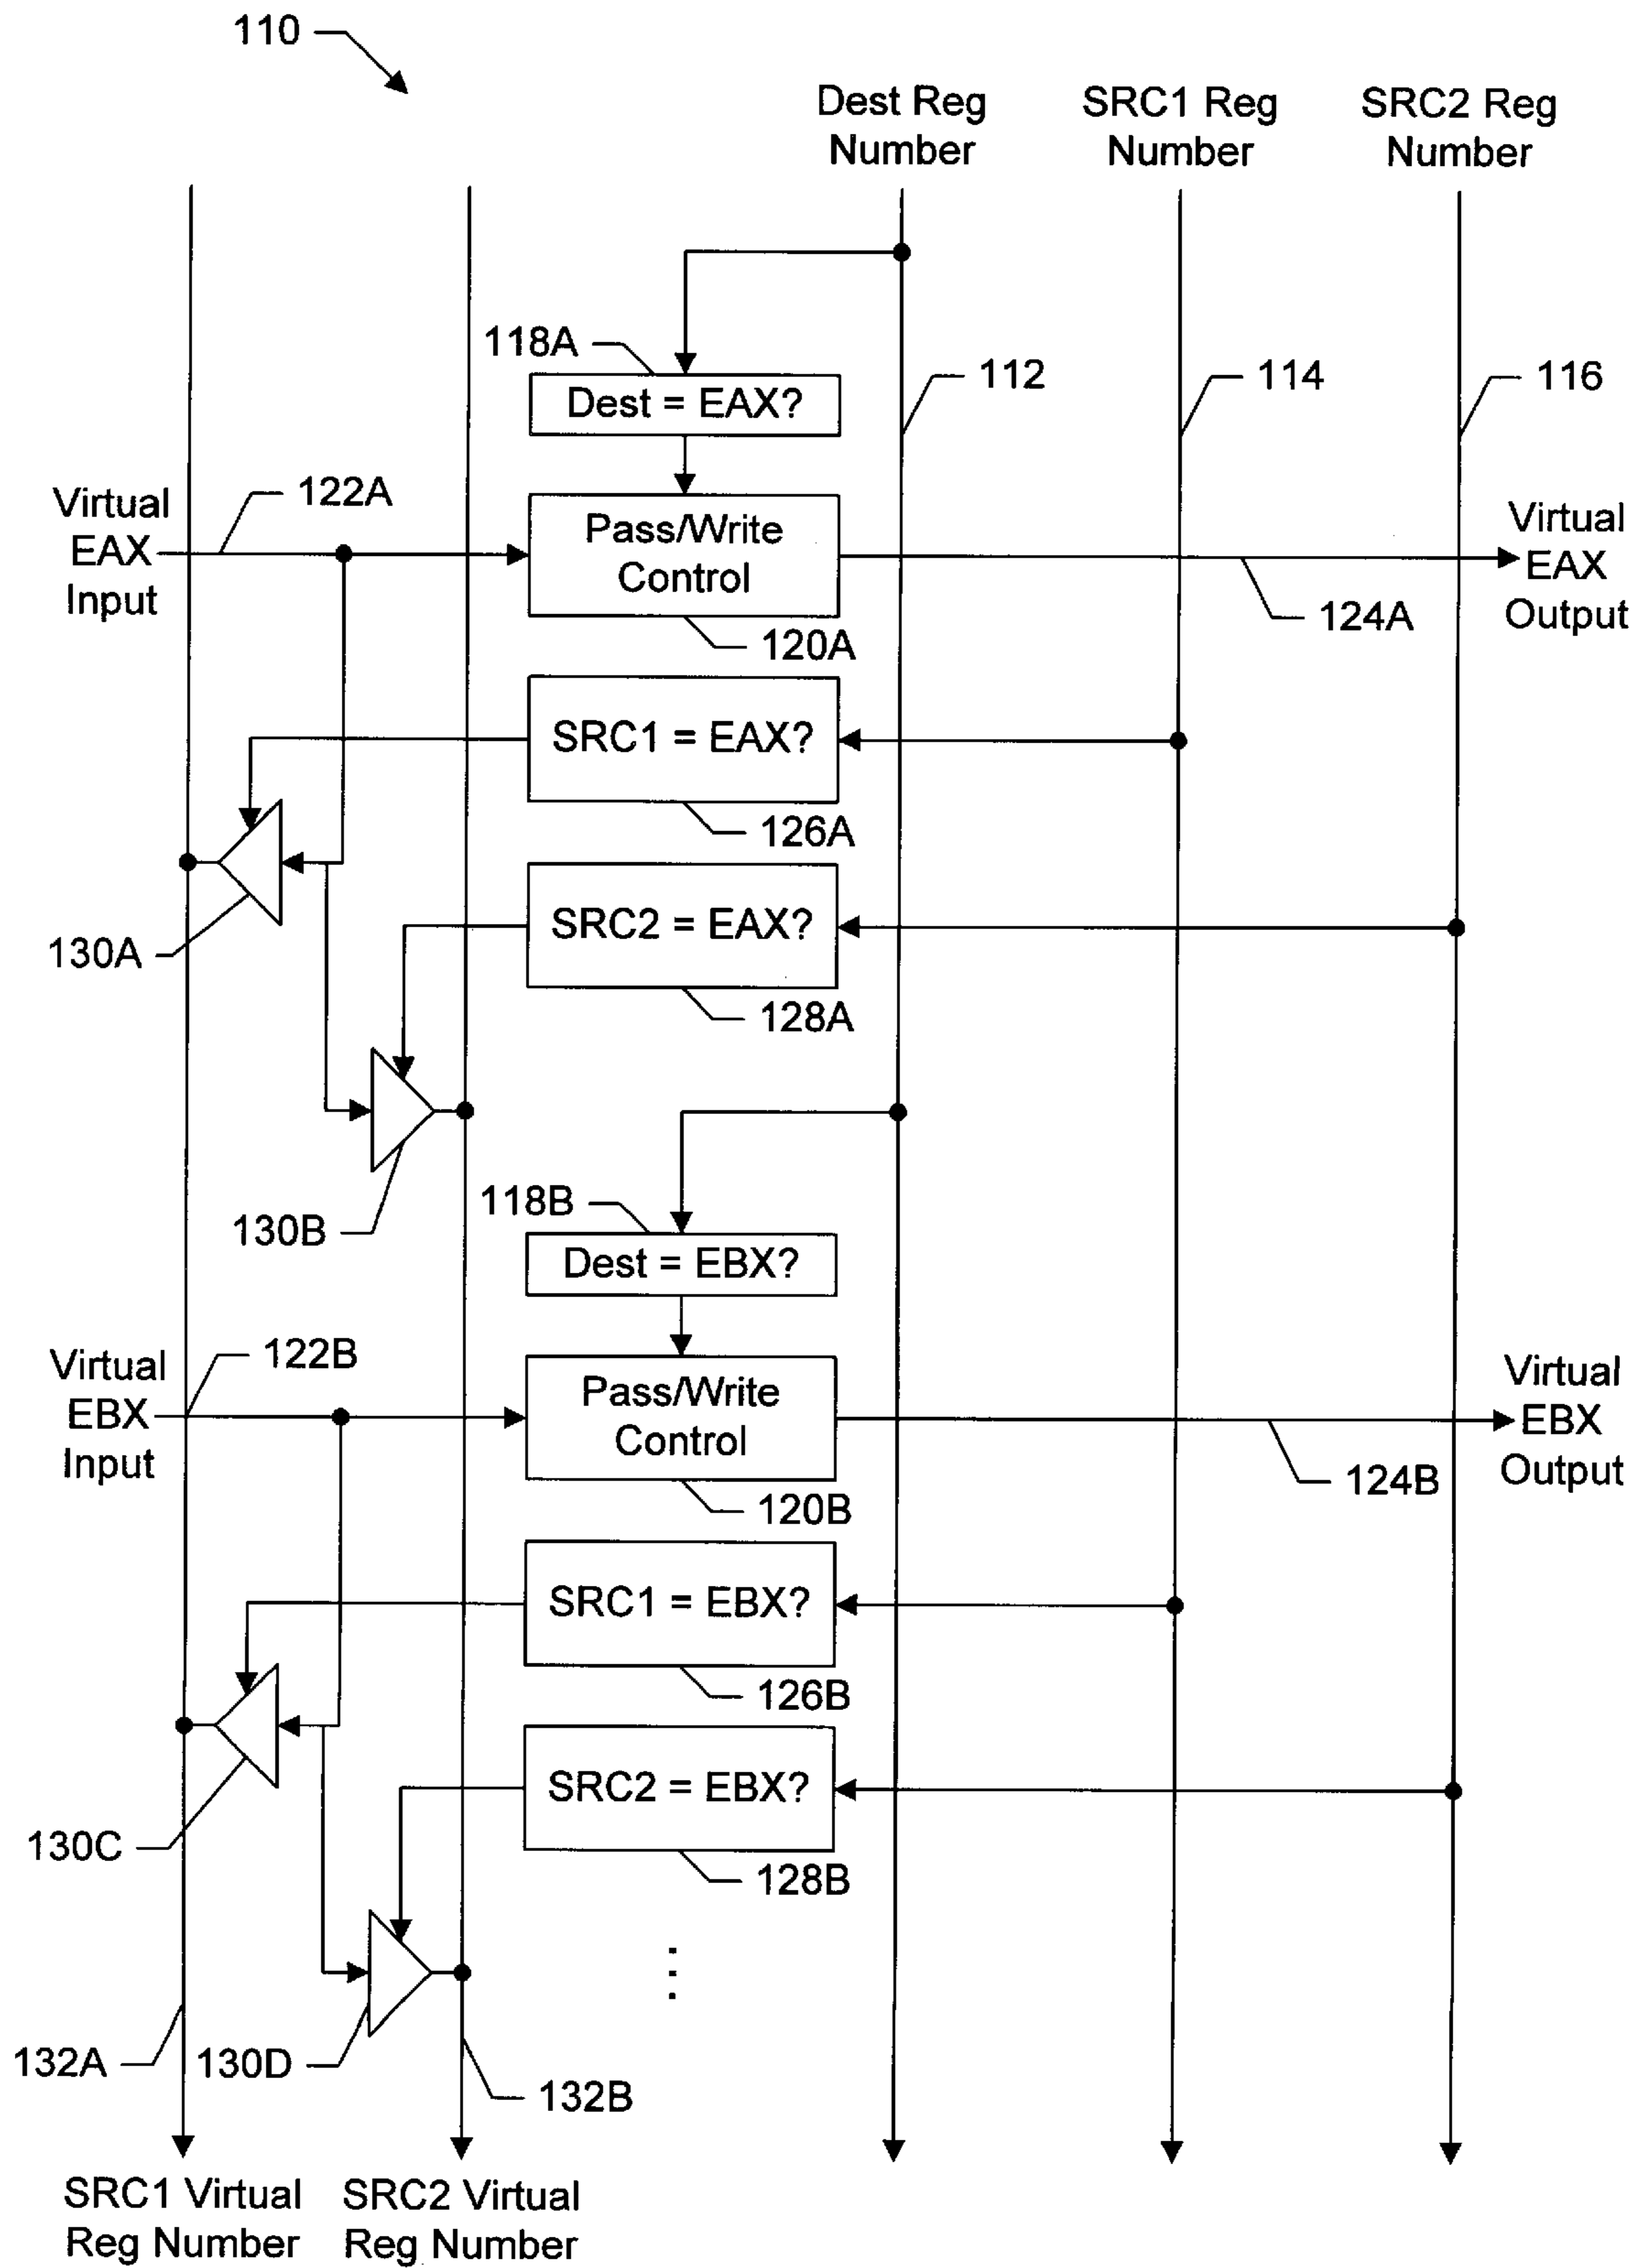 110
Dest Reg
Number
SRC1 Reg
Number
SRC2 Reg
Number
118A
Dest = EAX?
112
114
116
Virtual
EAX
Input
122A
Pass/Write
Control
120A
Virtual
EAX
Output
124A
SRC1 = EAX?
126A
130A
SRC2 = EAX?
128A
130B
118B
Dest = EBX?
Virtual
EBX
Input
122B
Pass/Write
Control
120B
Virtual
EBX
Output
124B
SRC1 = EBX?
126B
130C
SRC2 = EBX?
128B
132A
130D
132B
SRC1 Virtual
Reg Number
SRC2 Virtual
Reg Number